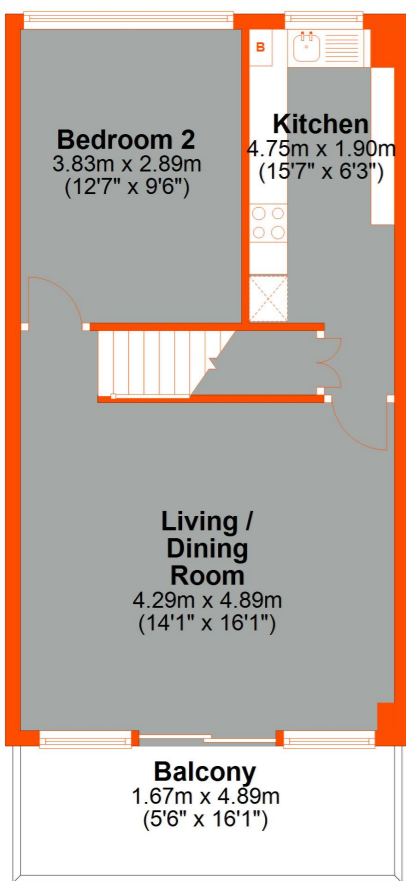 B
Bedroom 2
3.83m x 2.89m
(12'7" x 9'6")
Kitchen
4.75m x 1.90m
(15'7" x 6'3")
Living /
Dining
Room
4.29m x 4.89m
(14'1" x 16'1")
Balcony
1.67m x 4.89m
(5'6" x 16'1")